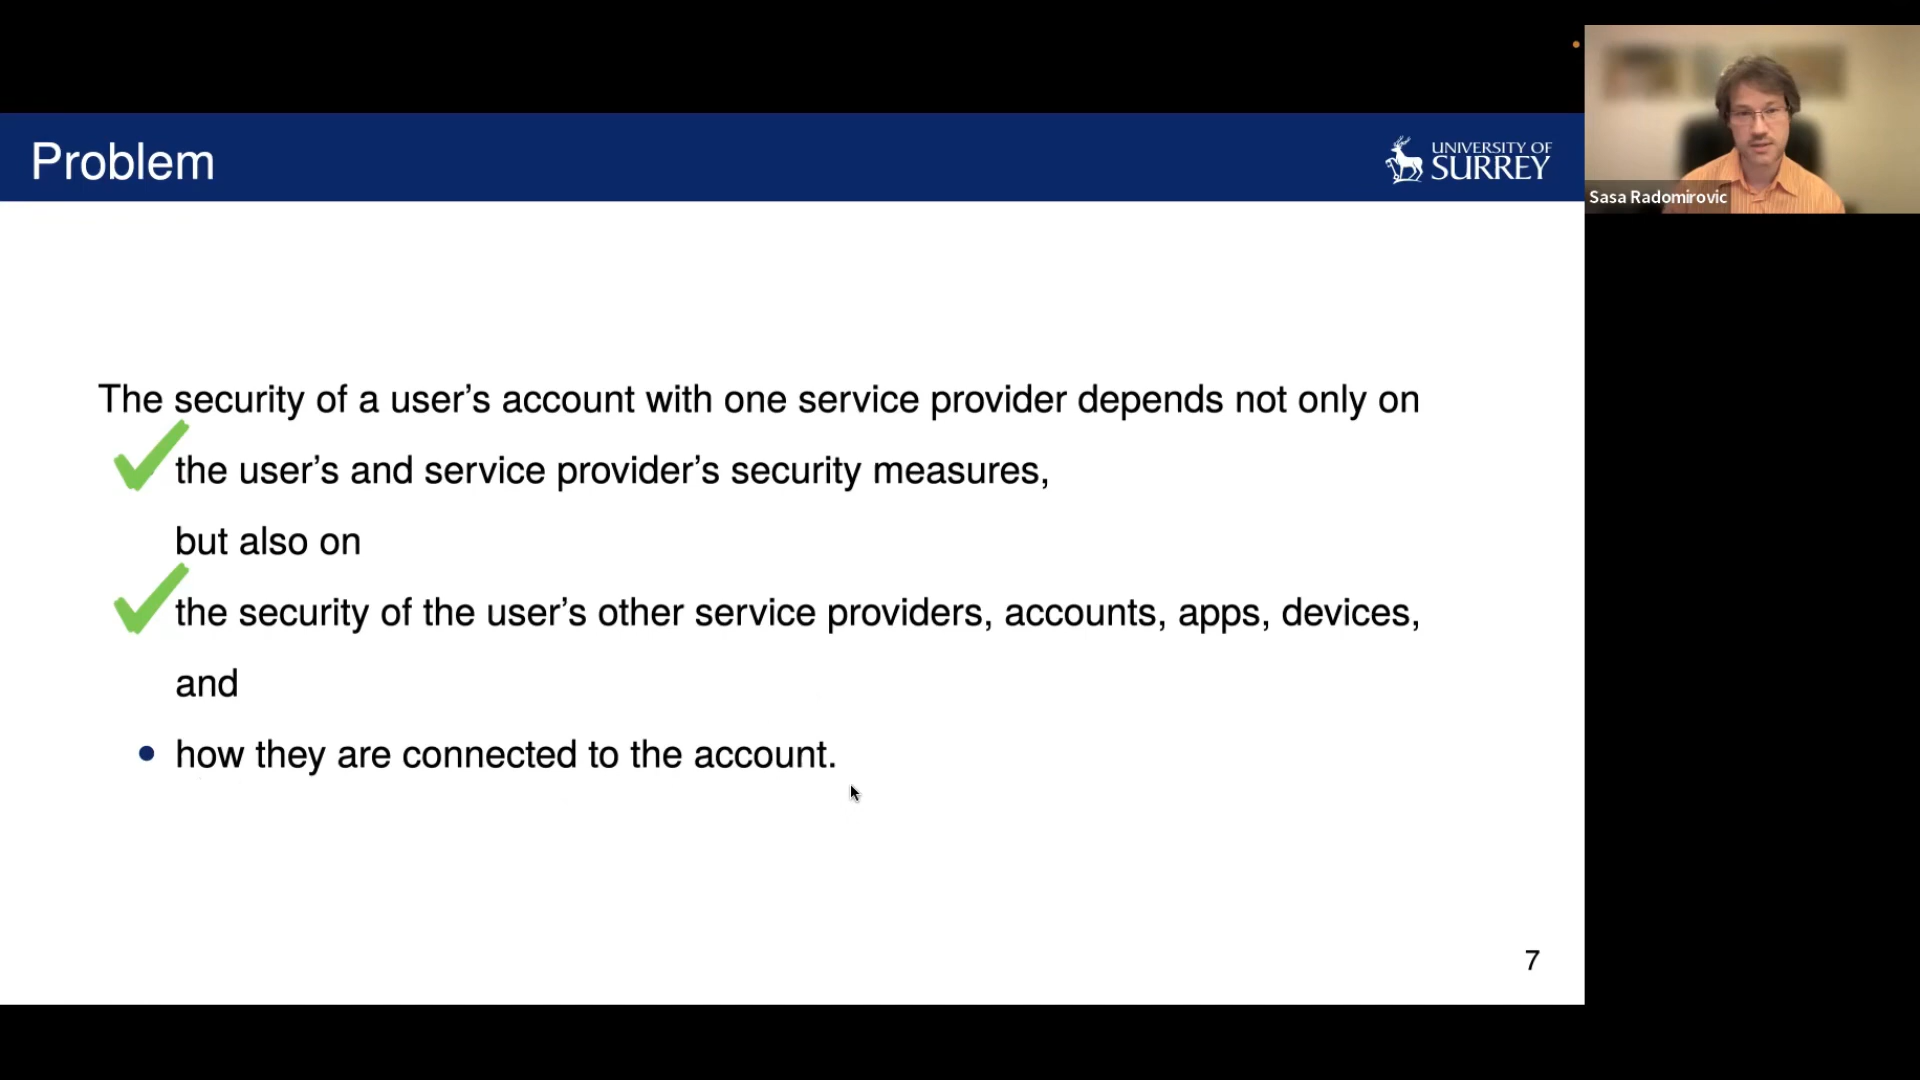 Problem
UNIVERSITY OF
SURREY
Sasa Radomirovic
The security of a user’s account with one service provider depends not only on
the user’s and service provider’s security measures,
but also on
the security of the user’s other service providers, accounts, apps, devices,
and
how they are connected to the account.
7